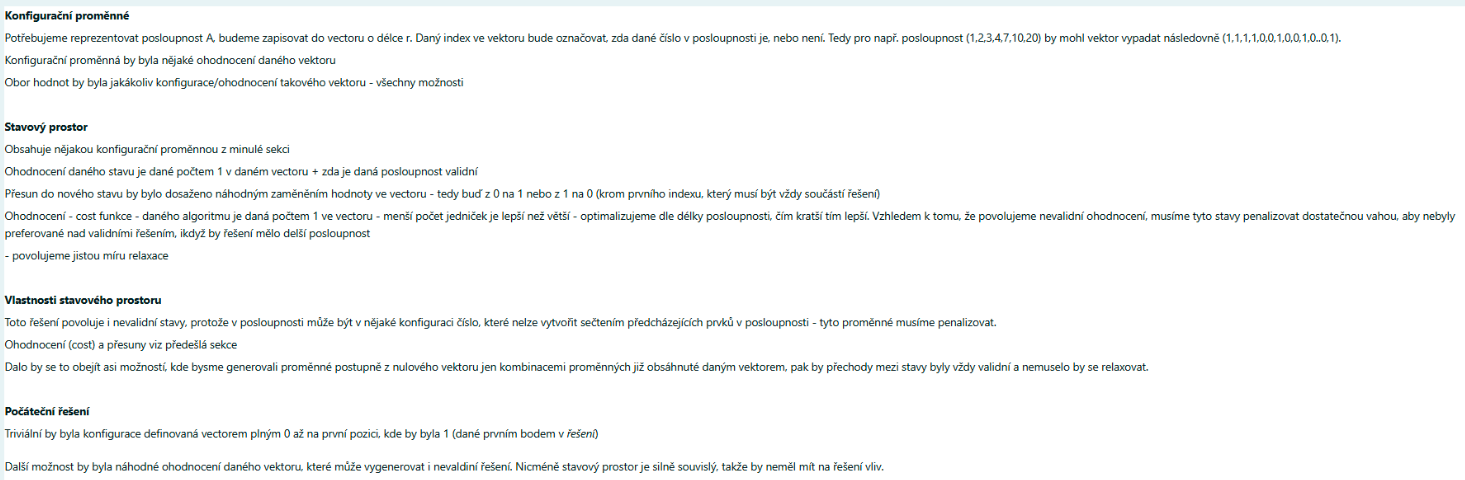 Konfigurační proměnné
Potřebujeme reprezentovat posloupnost A, budeme zapisovat do vectoru o délce r. Daný index ve vektoru bude označovat, zda dané číslo v posloupnosti je, nebo není. Tedy pro např. posloupnost (1,2,3,4,7,10,20) by mohl vektor vypadat následovně (1,1,1,1,0,0,1,0,0,1,0..0,1).
Konfigurační proměnná by byla nějaké ohodnocení daného vektoru
Obor hodnot by byla jakákoliv konfigurace/ohodnocení takového vektoru - všechny možnosti
Stavový prostor
Obsahuje nějakou konfigurační proměnnou z minulé sekci
Ohodnocení daného stavu je dané počtem 1 v daném vectoru + zda je daná posloupnost validní
Přesun do nového stavu by bylo dosaženo náhodným zaměněním hodnoty ve vectoru - tedy buď z 0 na 1 nebo z 1 na 0 (krom prvního indexu, který musí být vždy součástí řešení)
Ohodnocení - cost funkce - daného algoritmu je daná počtem 1 ve vectoru - menší počet jedniček je lepší než větší - optimalizujeme dle délky posloupnosti, čím kratší tím lepší. Vzhledem k tomu, že povolujeme nevalidní ohodnocení, musíme tyto stavy penalizovat dostatečnou vahou, aby nebyly
preferované nad validními řešením, ikdyž by řešení mělo delší posloupnost
- povolujeme jistou míru relaxace
Vlastnosti stavového prostoru
Toto řešení povoluje i nevalidní stavy, protože v posloupnosti může být v nějaké konfiguraci číslo, které nelze vytvořit sečtením předcházejících prvků v posloupnosti - tyto proměnné musíme penalizovat.
Ohodnocení (cost) a přesuny viz předešlá sekce
Dalo by se to obejít asi možností, kde bysme generovali proměnné postupně z nulového vektoru jen kombinacemi proměnných již obsáhnuté daným vektorem, pak by přechody mezi stavy byly vždy validní a nemuselo by se relaxovat.
Počáteční řešení
Triviální by byla konfigurace definovaná vectorem plným 0 až na první pozici, kde by byla 1 (dané prvním bodem v řešení)
Další možnost by byla náhodné ohodnocení daného vektoru, které může vygenerovat i nevaldiní řešení. Nicméně stavový prostor je silně souvislý, takže by neměl mít na řešení vliv.